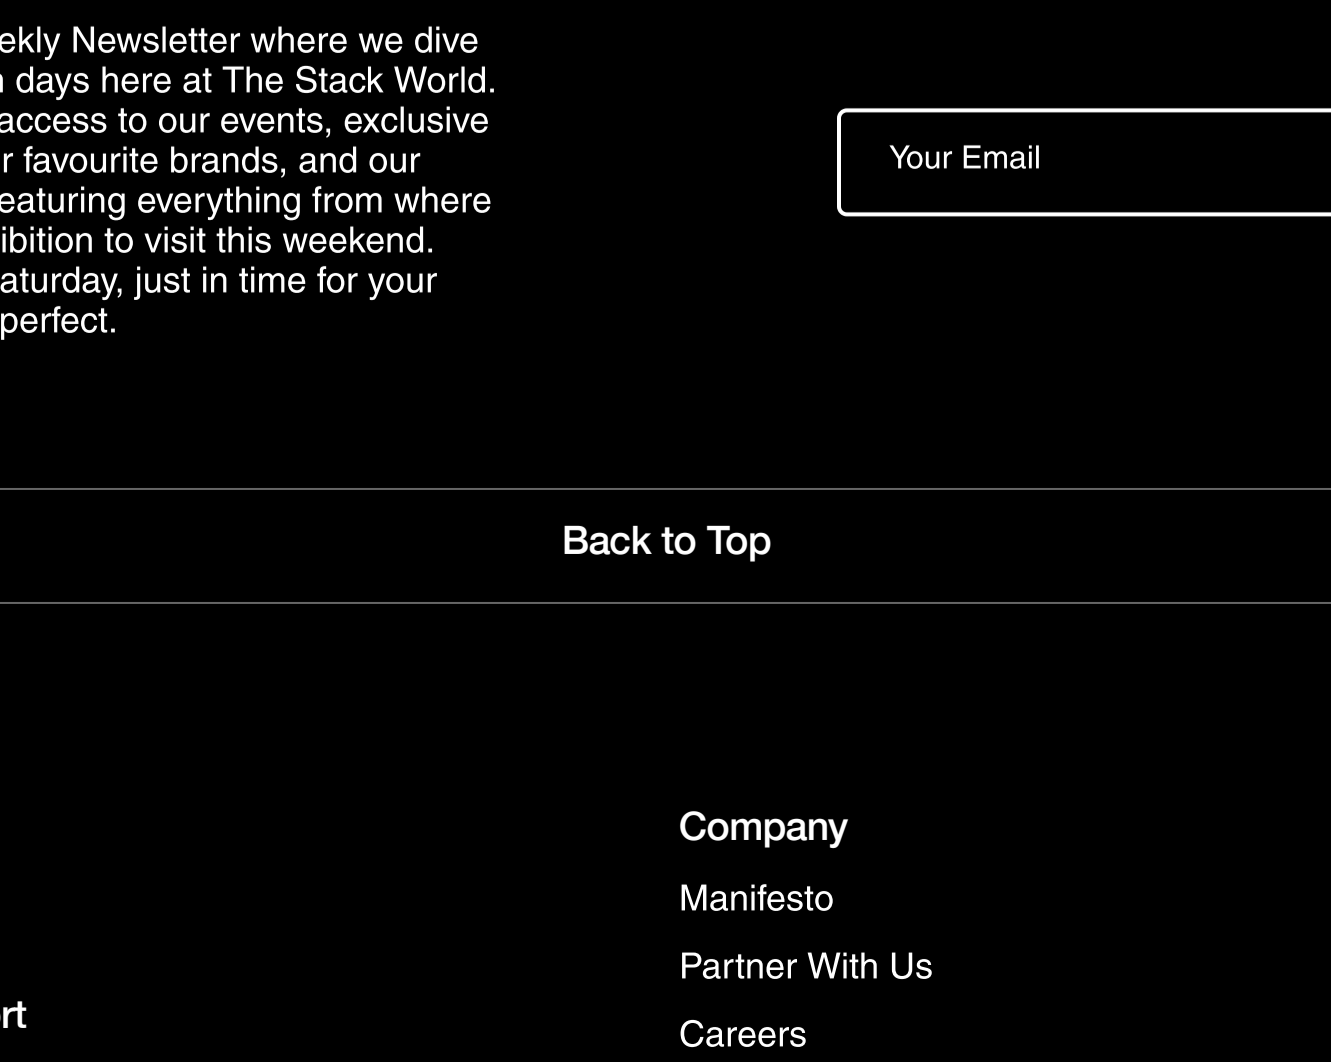 ekly Newsletter where we dive
days here at The Stack World.
access to our events, exclusive
r favourite brands, and our
eaturing everything from where
ibition to visit this weekend.
aturday, just in time for your
perfect.
Your Email
Back to Top
Company
Manifesto
Partner With Us
Careers
rt